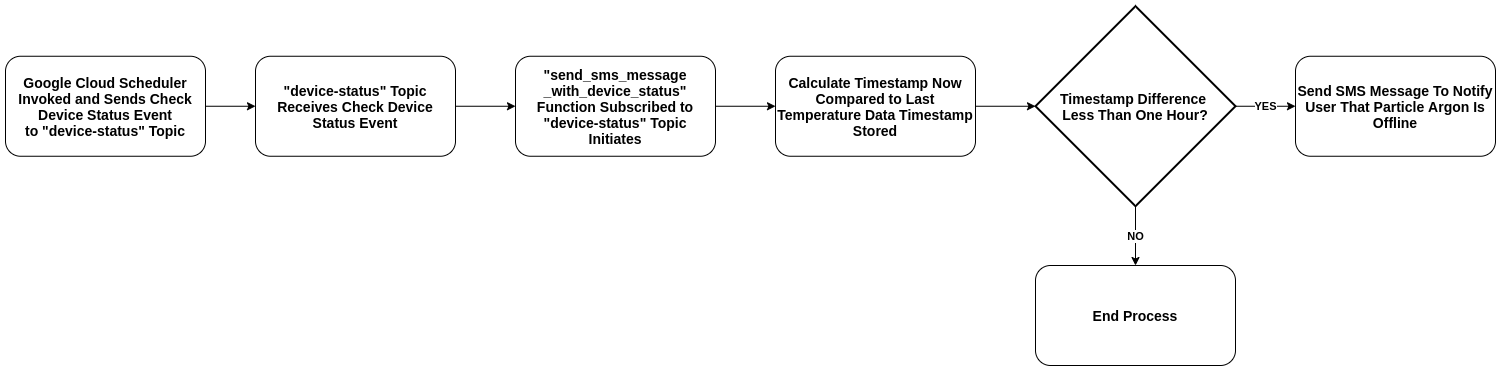 Google Cloud Scheduler
Invoked and Sends Check
Device Status Event
to "device-status" Topic
"device-status" Topic
Receives Check Device
Status Event
"send_sms_message
_with_device_status"
Function Subscribed to
"device-status" Topic
Initiates
Calculate Timestamp Now
Compared to Last
Temperature Data Timestamp
Stored
Timestamp Difference
Less Than One Hour?
YES
Send SMS Message To Notify
User That Particle Argon Is
Offline
NO
End Process